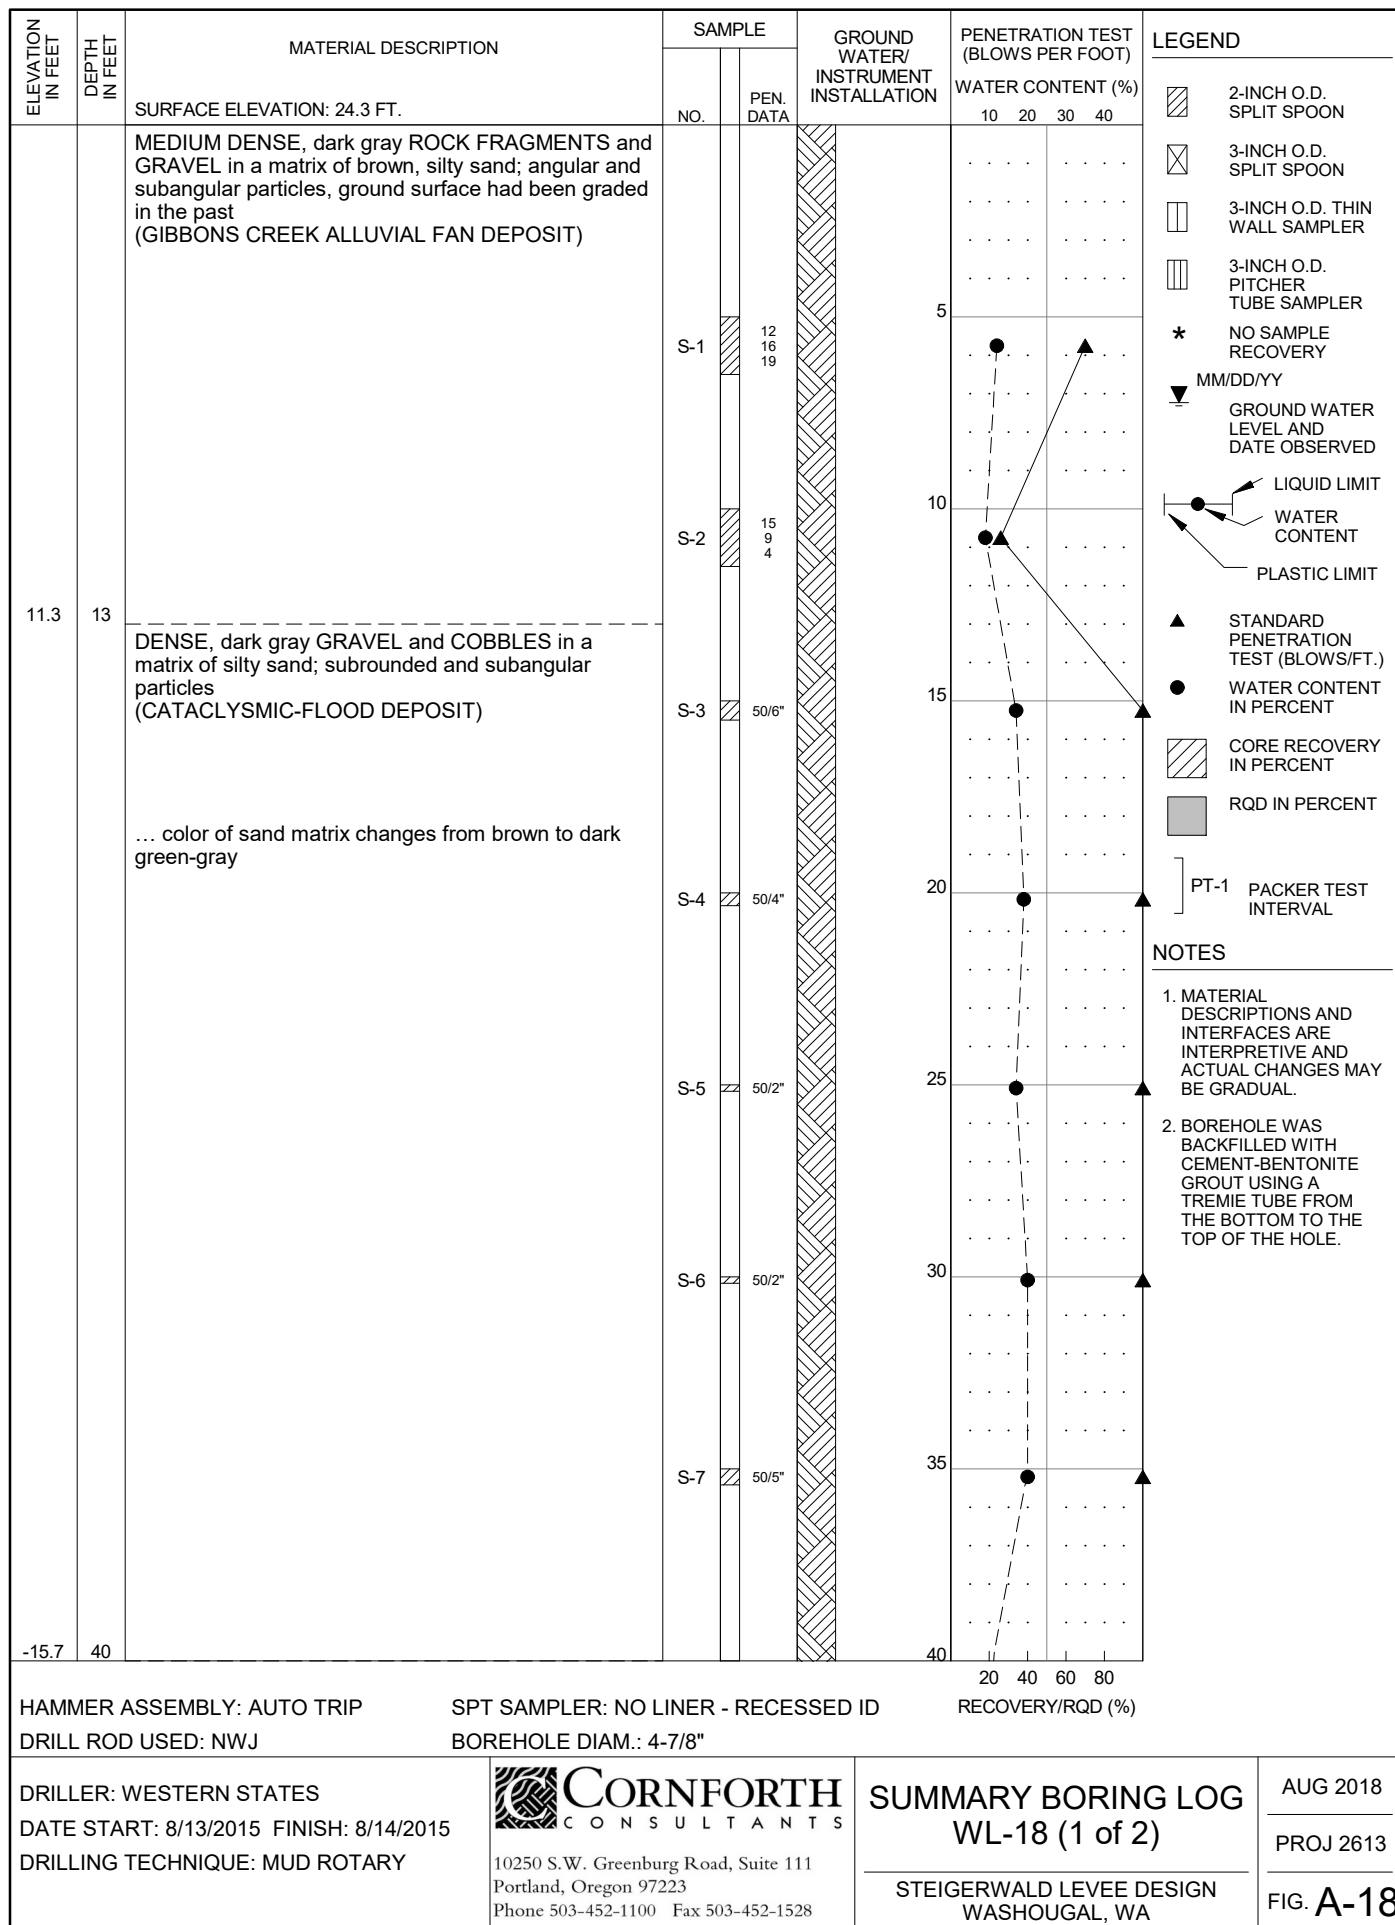 ELEVATION
IN FEET
DEPTH
IN FEET
MATERIAL DESCRIPTION
SURFACE ELEVATION: 24.3 FT.
SAMPLE
NO.
PEN.
DATA
GROUND
WATER/
INSTRUMENT
INSTALLATION
PENETRATION TEST
(BLOWS PER FOOT)
WATER CONTENT (%)
10 20 30 40
MEDIUM DENSE, dark gray ROCK FRAGMENTS and
GRAVEL in a matrix of brown, silty sand; angular and
subangular particles, ground surface had been graded
in the past
(GIBBONS CREEK ALLUVIAL FAN DEPOSIT)
5
S-1
12
16
19
10
S-2
15
9
4
11.3 13
DENSE, dark gray GRAVEL and COBBLES in a
matrix of silty sand; subrounded and subangular
particles
(CATACLYSMIC-FLOOD DEPOSIT)
15
S-3 50/6"
... color of sand matrix changes from brown to dark
green-gray
20
S-4 50/4"
25
S-5 50/2"
30
S-6 50/2"
35
S-7 50/5"
-15.7 40
40
20 40 60 80
RECOVERY/RQD (%)
LEGEND
2-INCH O.D.
SPLIT SPOON
3-INCH O.D.
SPLIT SPOON
3-INCH O.D. THIN
WALL SAMPLER
3-INCH O.D.
PITCHER
TUBE SAMPLER
* NO SAMPLE
RECOVERY
MM/DD/YY
GROUND WATER
LEVEL AND
DATE OBSERVED
LIQUID LIMIT
WATER
CONTENT
PLASTIC LIMIT
STANDARD
PENETRATION
TEST (BLOWS/FT.)
WATER CONTENT
IN PERCENT
CORE RECOVERY
IN PERCENT
RQD IN PERCENT
PT-1 PACKER TEST
INTERVAL
NOTES
1. MATERIAL
DESCRIPTIONS AND
INTERFACES ARE
INTERPRETIVE AND
ACTUAL CHANGES MAY
BE GRADUAL.
2. BOREHOLE WAS
BACKFILLED WITH
CEMENT-BENTONITE
GROUT USING A
TREMIE TUBE FROM
THE BOTTOM TO THE
TOP OF THE HOLE.
HAMMER ASSEMBLY: AUTO TRIP
SPT SAMPLER: NO LINER - RECESSED ID
DRILL ROD USED: NWJ
BOREHOLE DIAM.: 4-7/8"
DRILLER: WESTERN STATES
DATE START: 8/13/2015 FINISH: 8/14/2015
DRILLING TECHNIQUE: MUD ROTARY
CORNFORTH
CONSULTANTS
10250 S.W. Greenburg Road, Suite 111
Portland, Oregon 97223
Phone 503-452-1100 Fax 503-452-1528
SUMMARY BORING LOG
WL-18 (1 of 2)
STEIGERWALD LEVEE DESIGN
WASHOUGAL, WA
AUG 2018
PROJ 2613
FIG. A-18